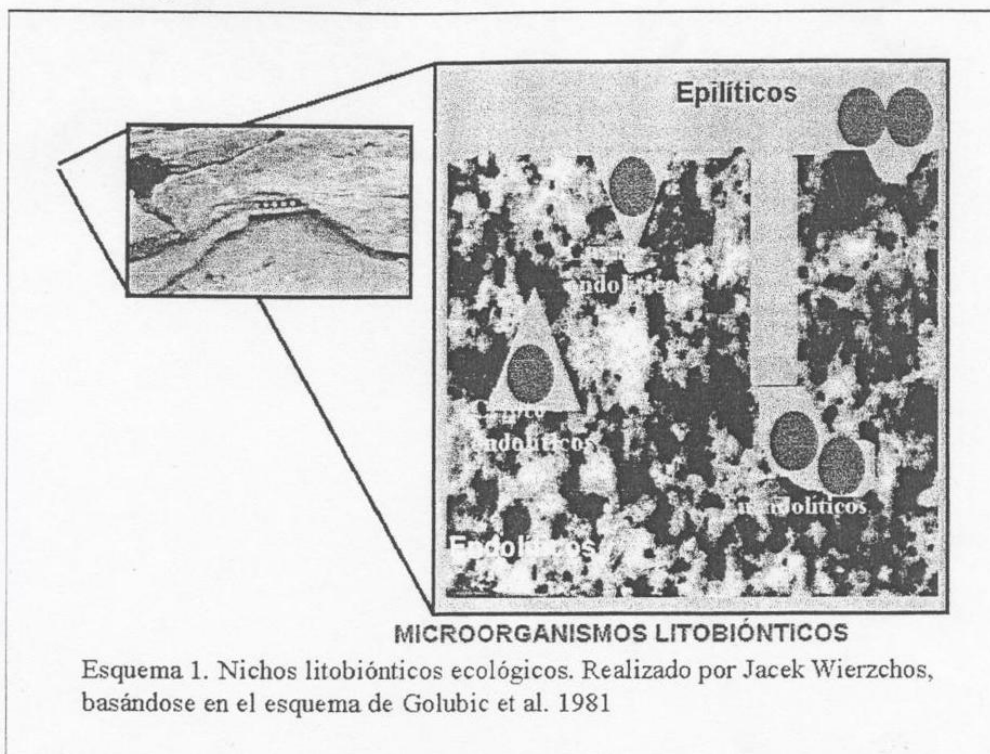 Epilíticos
endolíticos
Endolíticos
MICROORGANISMOS LITOBIÓNTICOS
Esquema 1. Nichos litobiónticos ecológicos. Realizado por Jacek Wierzchos,
basándose en el esquema de Golubic et al. 1981